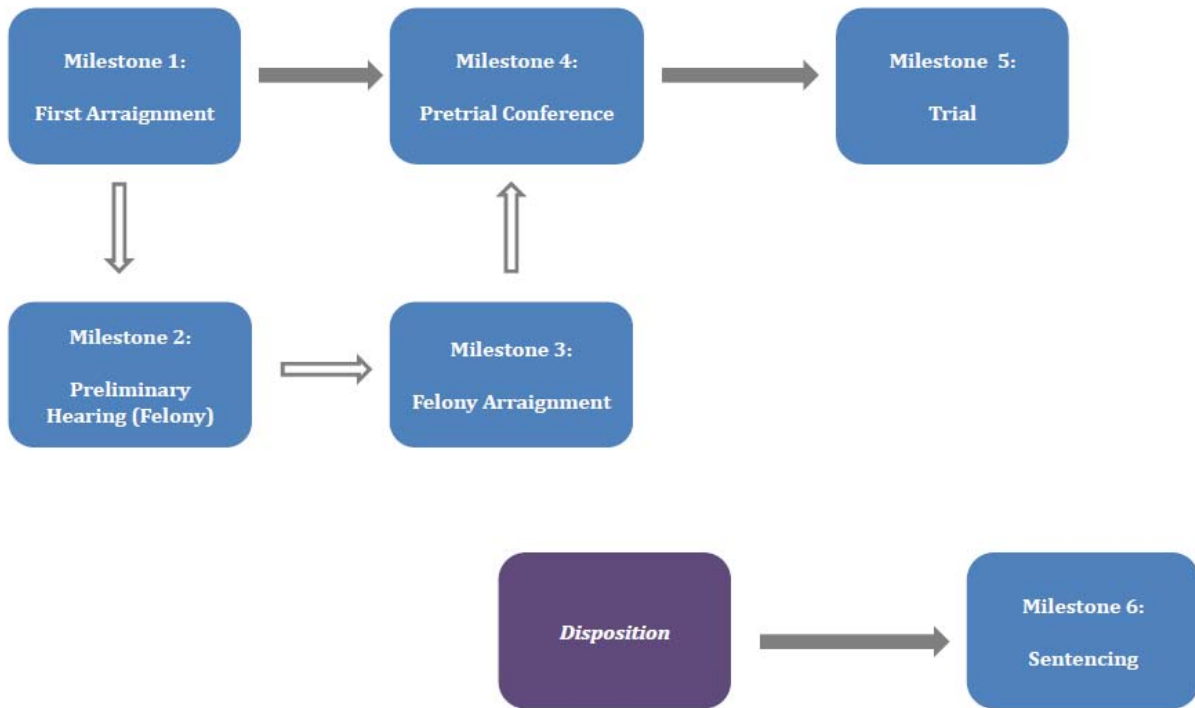 Milestone 1:
First Arraignment
Milestone 4:
Pretrial Conference
Milestone 5:
Trial
Milestone 2:
Preliminary
Hearing (Felony)
Milestone 3:
Felony Arraignment
Disposition
Milestone 6:
Sentencing